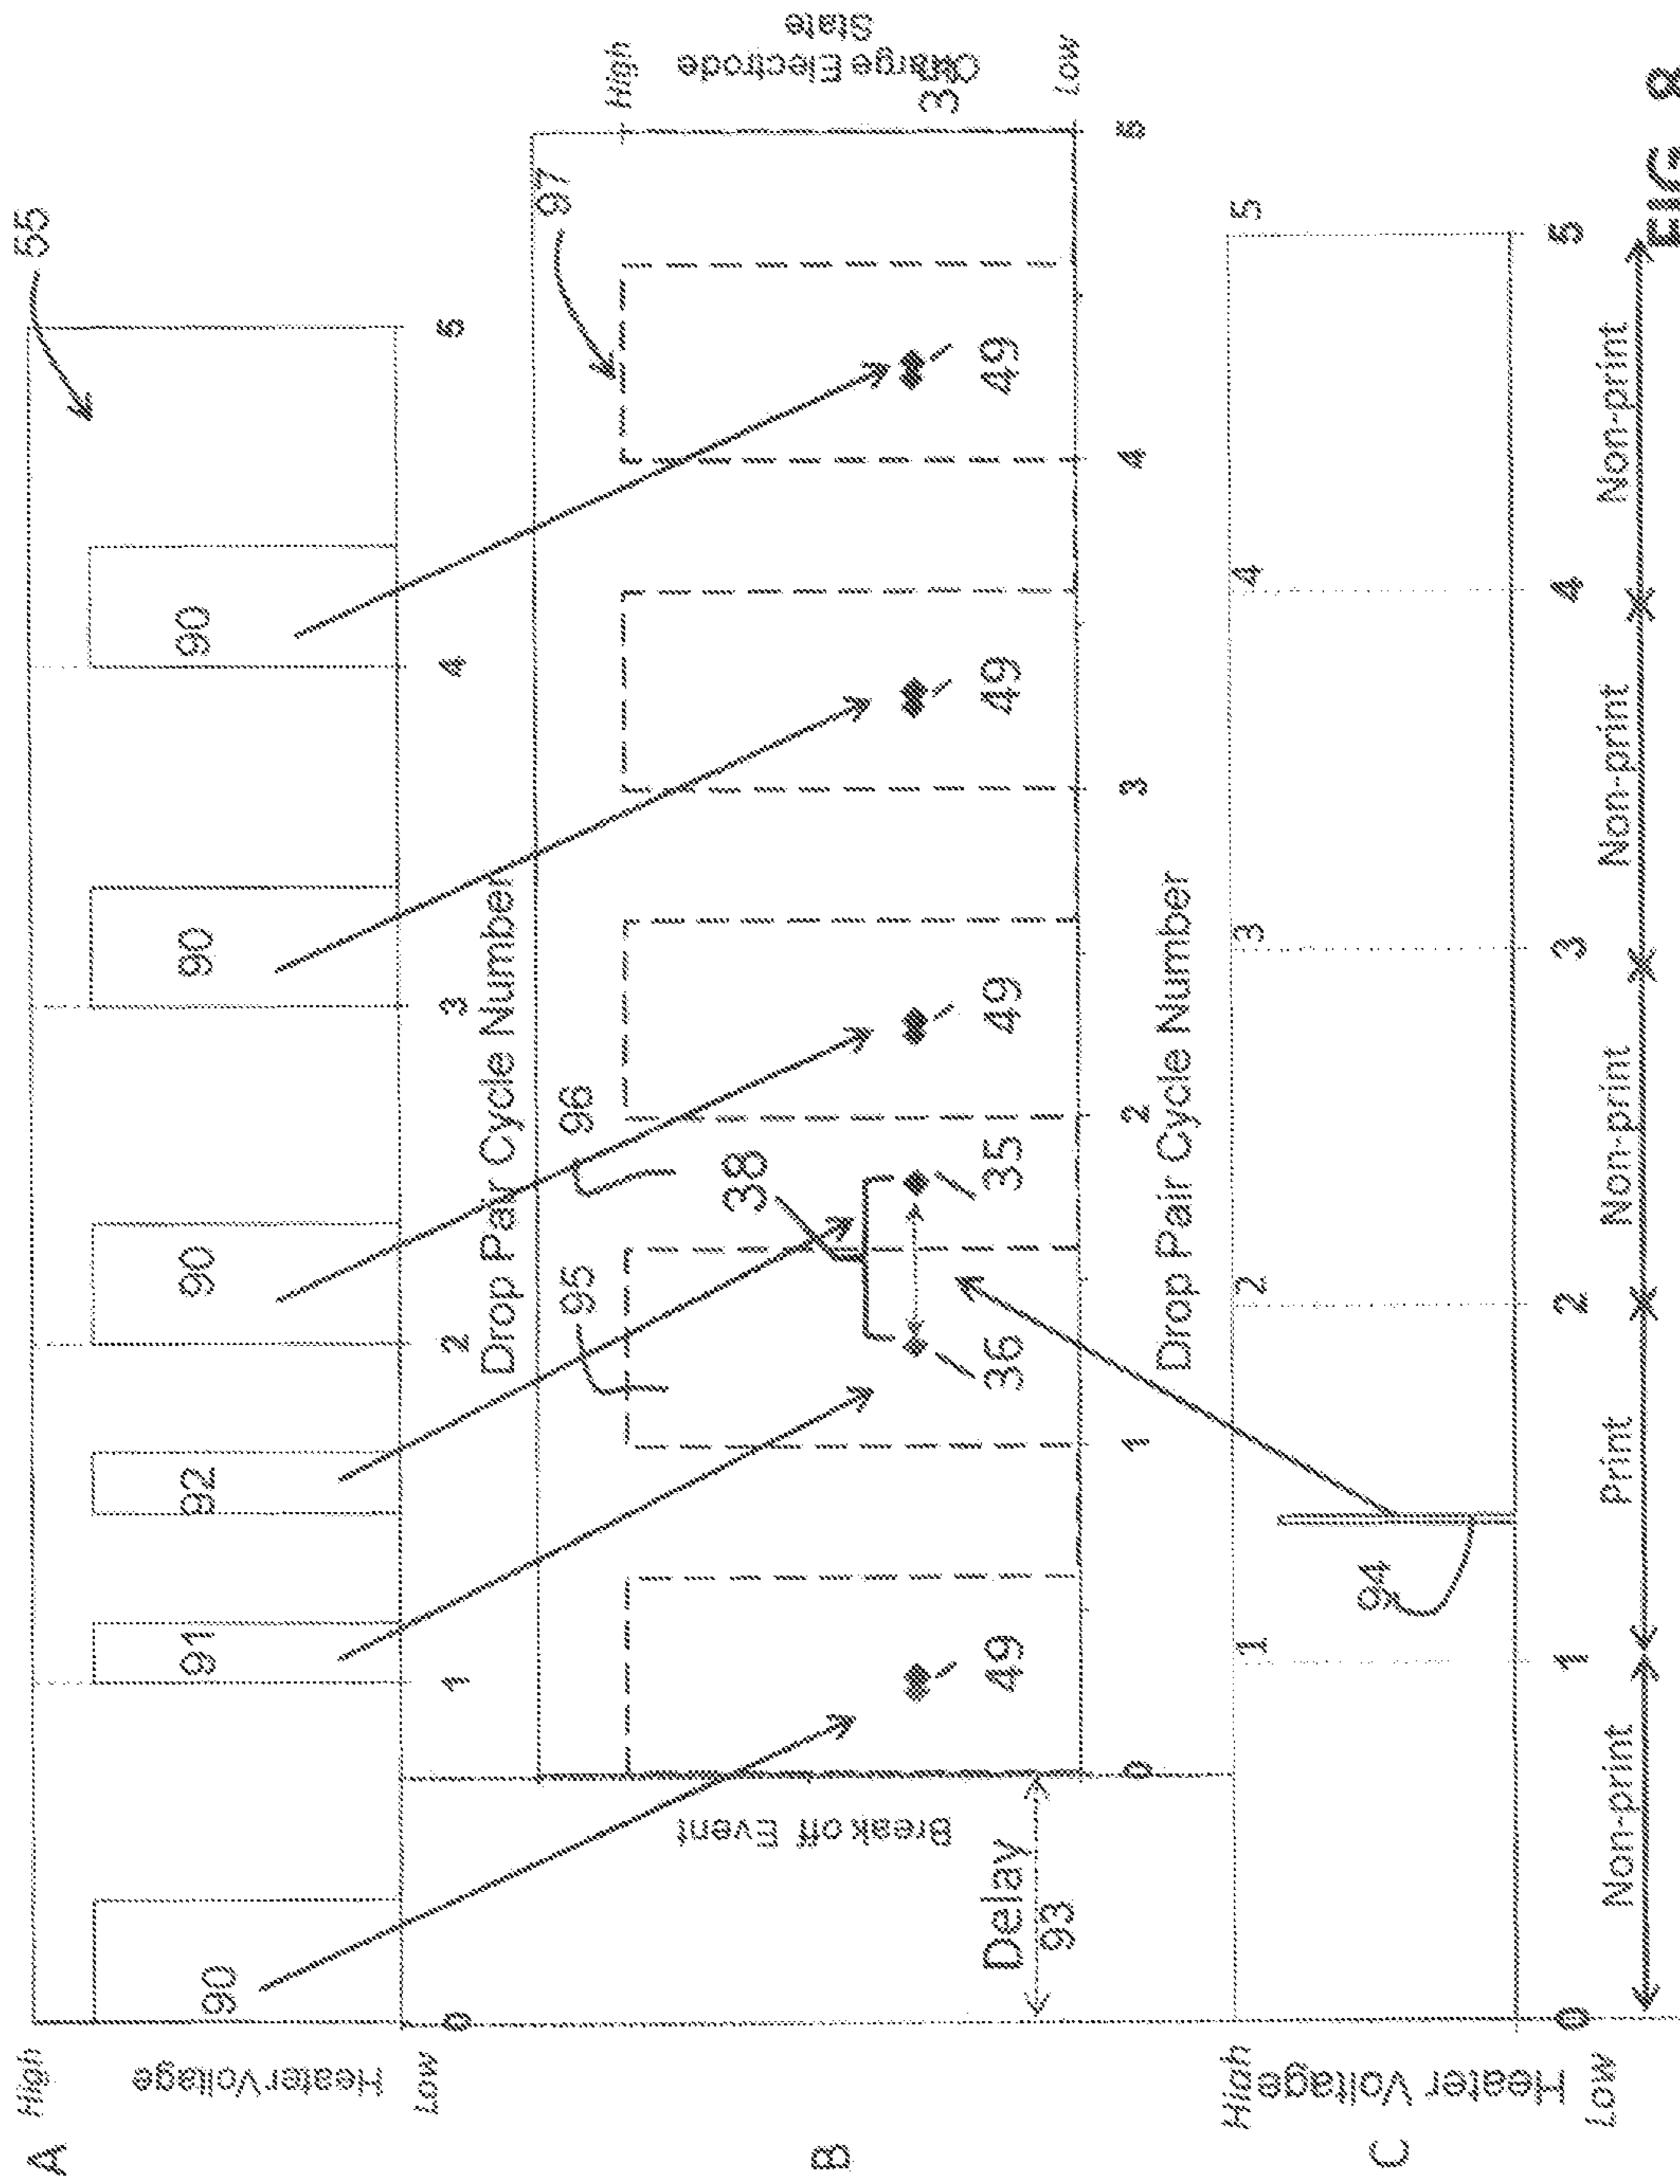 A
High
Heater Voltage
Low
55
90
91
92
90
90
90
0
1
2
3
4
5
Drop Pair Cycle Number
B
Break off Event
Delay
93
95
96
97
38
49
36
35
49
49
49
High
Charge Electrode
State
Low
0
1
2
3
4
5
Drop Pair Cycle Number
C
High
Heater Voltage
Low
94
1
2
3
4
5
0
1
2
3
4
5
Non-print
Print
Non-print
Non-print
Non-print
FIG. 8